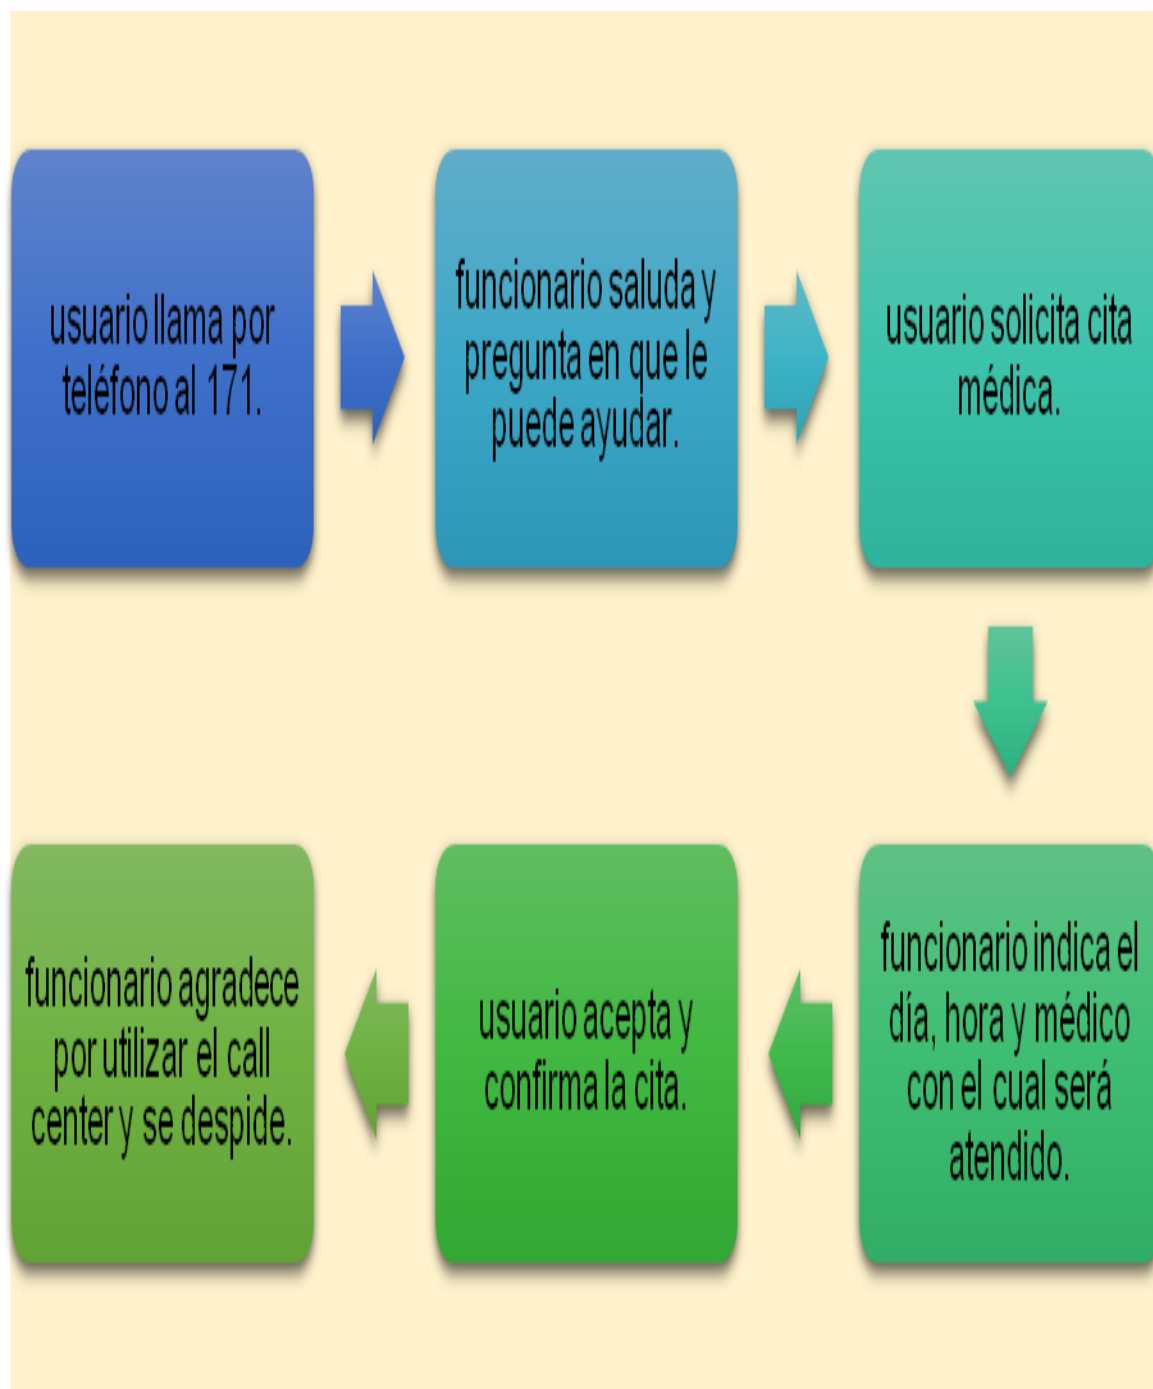 usuario llama por
teléfono al 171.
funcionario saluda y
pregunta en que le
puede ayudar.
usuario solicita cita
médica.
funcionario indica el
día, hora y médico
con el cual será
atendido.
usuario acepta y
confirma la cita.
funcionario agradece
por utilizar el call
center y se despide.